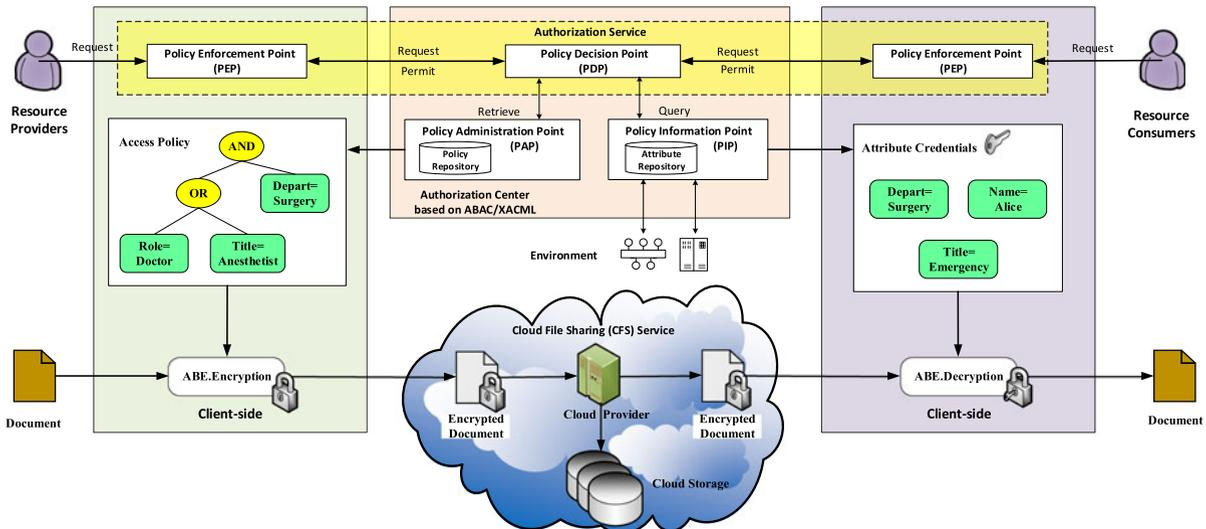 Authorization Service
Request
Policy Enforcement Point
(PEP)
Request
Permit
Policy Decision Point
(PDP)
Request
Permit
Policy Enforcement Point
(PEP)
Request
Resource
Providers
Resource
Consumers
Retrieve
Query
Access Policy
AND
OR
Depart=
Surgery
Role=
Doctor
Title=
Anesthetist
Policy Administration Point
(PAP)
Policy
Repository
Policy Information Point
(PIP)
Attribute
Repository
Authorization Center
based on ABAC/XACML
Environment
Attribute Credentials
Depart=
Surgery
Name=
Alice
Title=
Emergency
Cloud File Sharing (CFS) Service
Document
ABE.Encryption
Client-side
Encrypted
Document
Cloud Provider
Encrypted
Document
Cloud Storage
ABE.Decryption
Client-side
Document